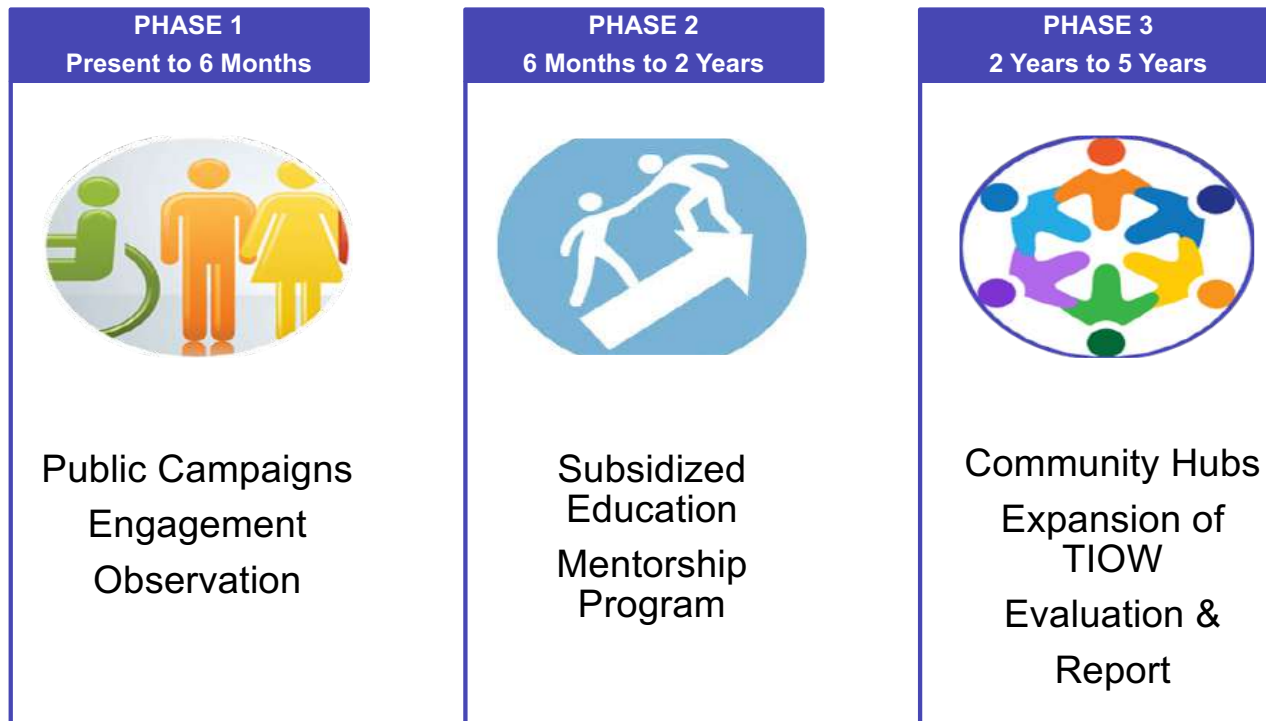 PHASE 1
Present to 6 Months
Public Campaigns
Engagement
Observation
PHASE 2
6 Months to 2 Years
Subsidized
Education
Mentorship
Program
PHASE 3
2 Years to 5 Years
Community Hubs
Expansion of
TIOW
Evaluation &
Report